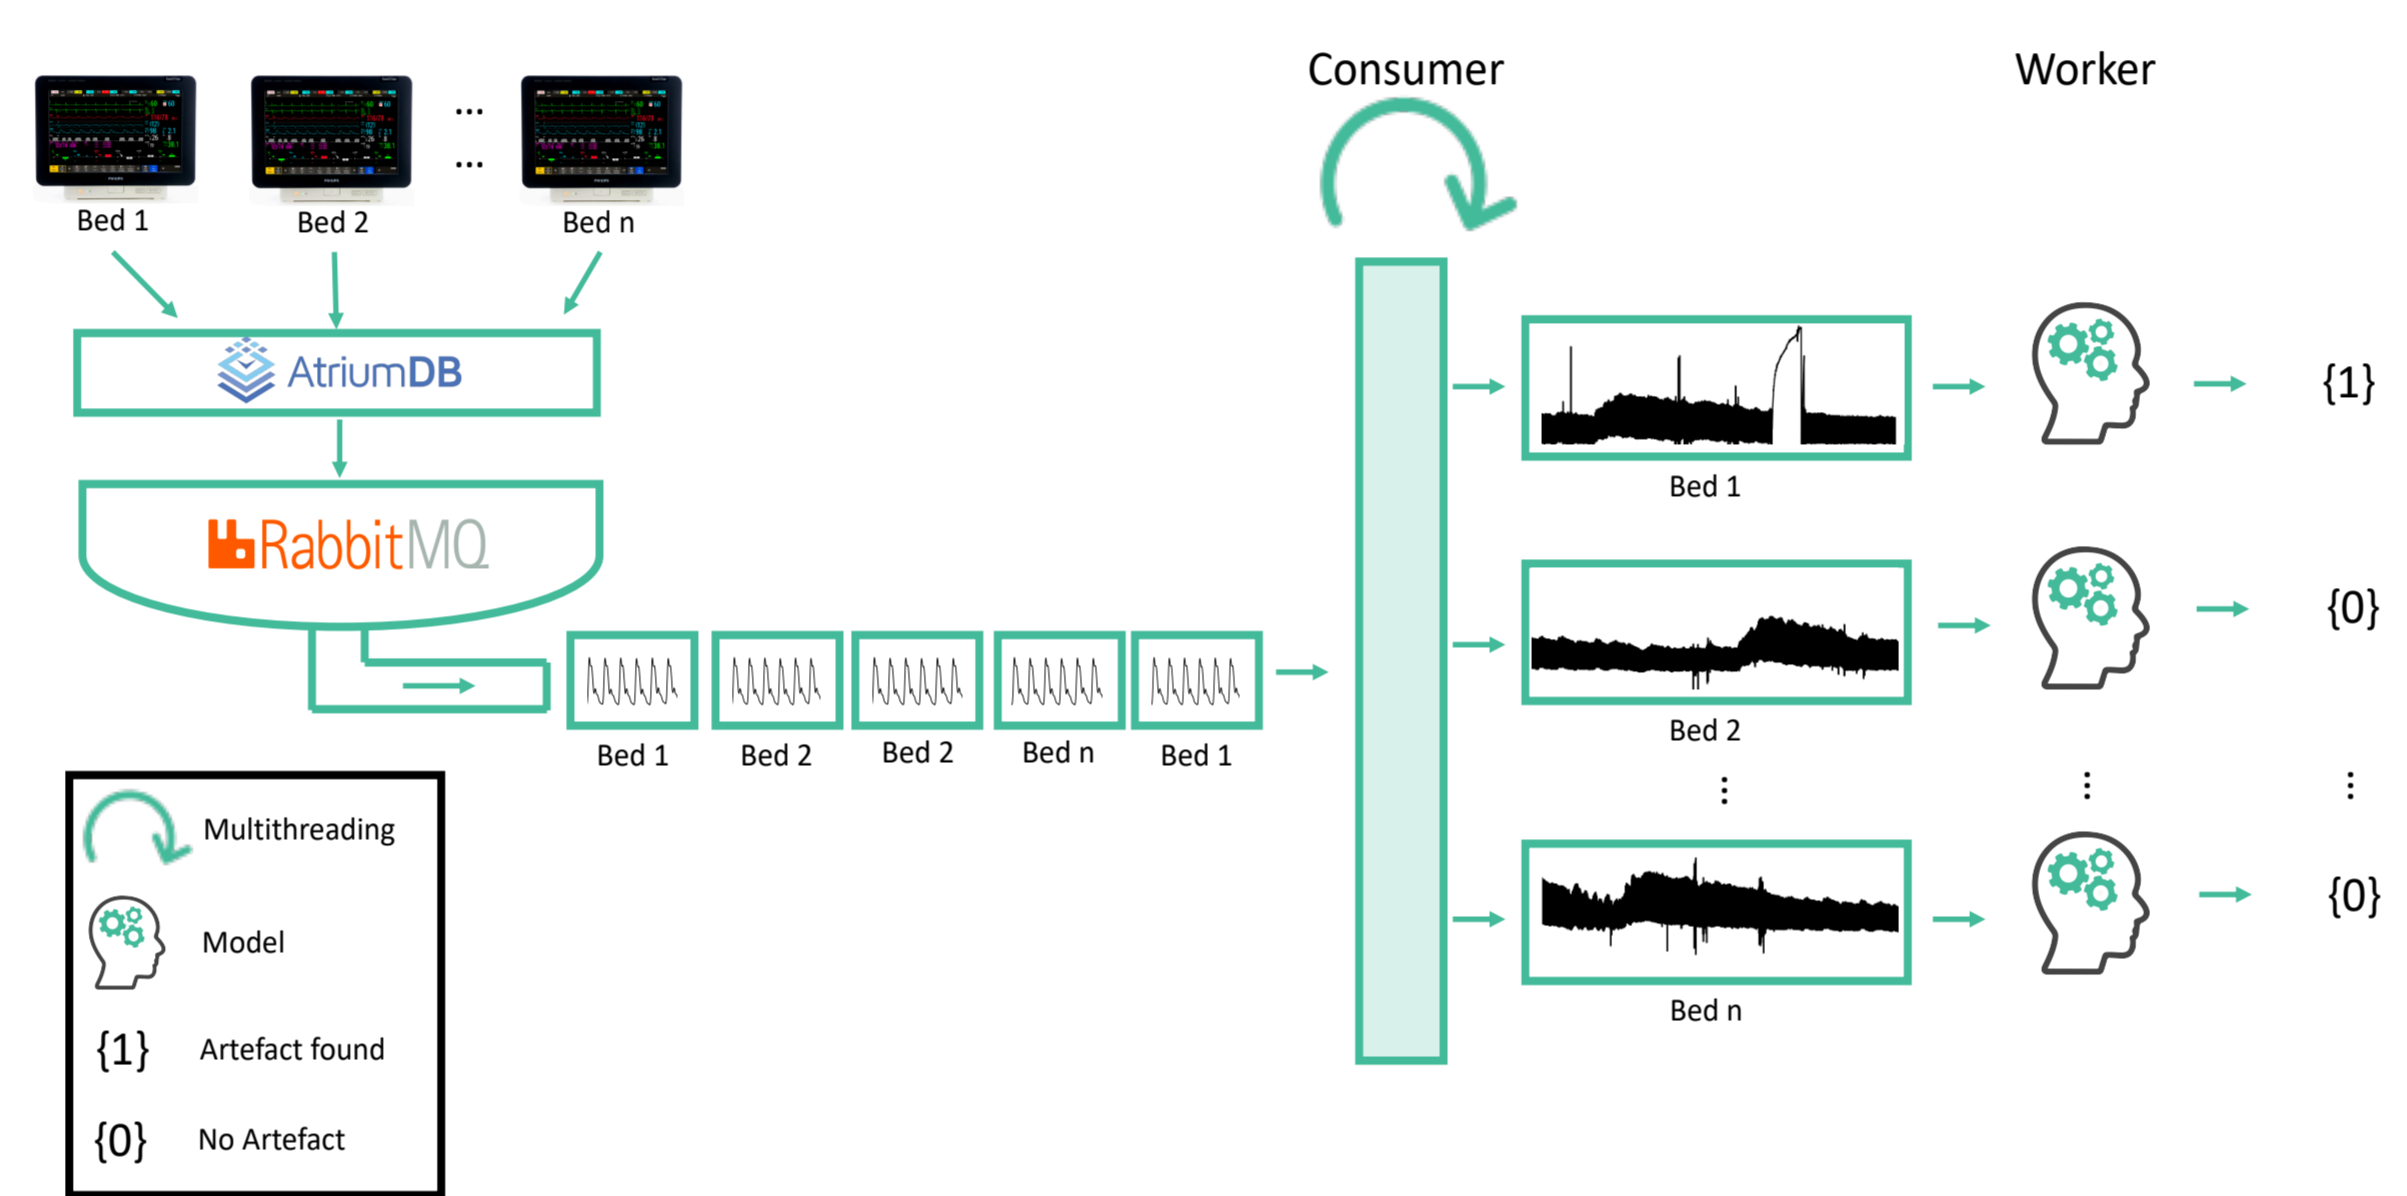 Consumer
Worker
...
...
Bed 1
Bed 2
Bed n
AtriumDB
RabbitMQ
Bed 1
Bed 2
Bed 2
Bed n
Bed 1
{1}
Bed 1
{0}
Bed 2
{0}
Bed n
Multithreading
Model
{1} Artefact found
{0} No Artefact